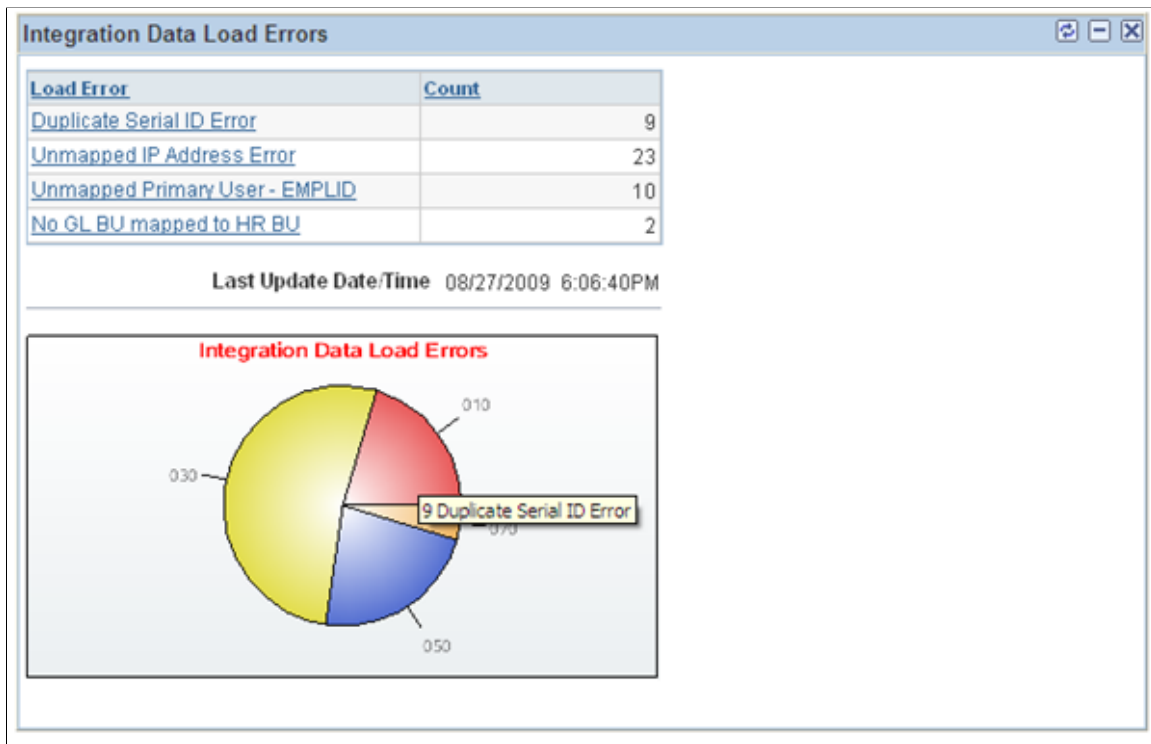 Integration Data Load Errors
Load Error Count
Duplicate Serial ID Error 9
Unmapped IP Address Error 23
Unmapped Primary User - EMPLID 10
No GL BU mapped to HR BU 2
Last Update Date/Time 08/27/2009 6:06:40PM
Integration Data Load Errors
010
030
9 Duplicate Serial ID Error
070
050